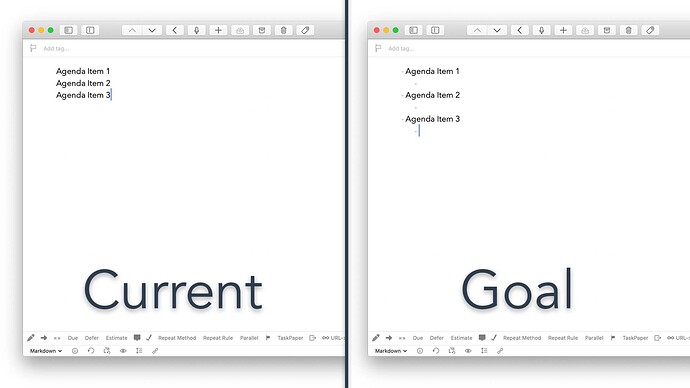 Add tag...
Agenda Item 1
Agenda Item 2
Agenda Item 3
Current
Due Defer Estimate Repeat Method Repeat Rule Parallel TaskPaper
Markdown
Add tag...
- Agenda Item 1
-
- Agenda Item 2
-
- Agenda Item 3
-
Goal
Due Defer Estimate Repeat Method Repeat Rule Parallel TaskPaper URL-
Markdown